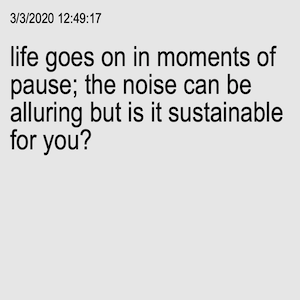 3/3/2020 12:49:17
life goes on in moments of
pause; the noise can be
alluring but is it sustainable
for you?